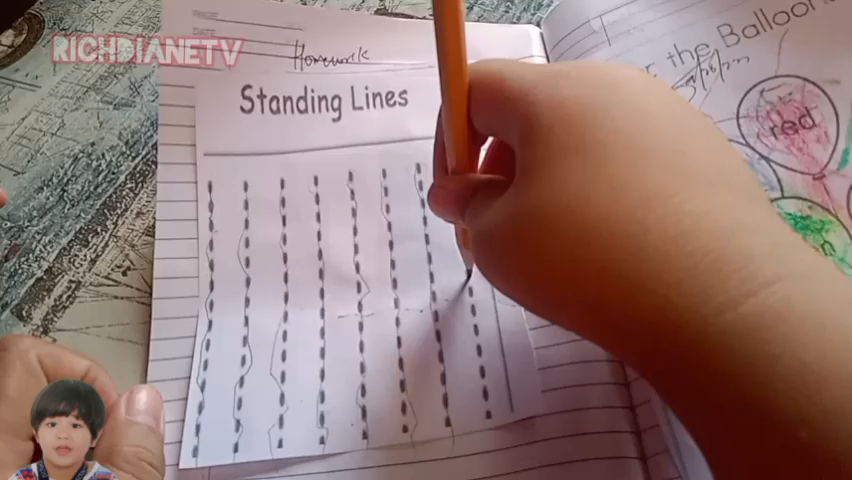 RICHDIANETV
Homework
Standing Lines
r the Balloon
red